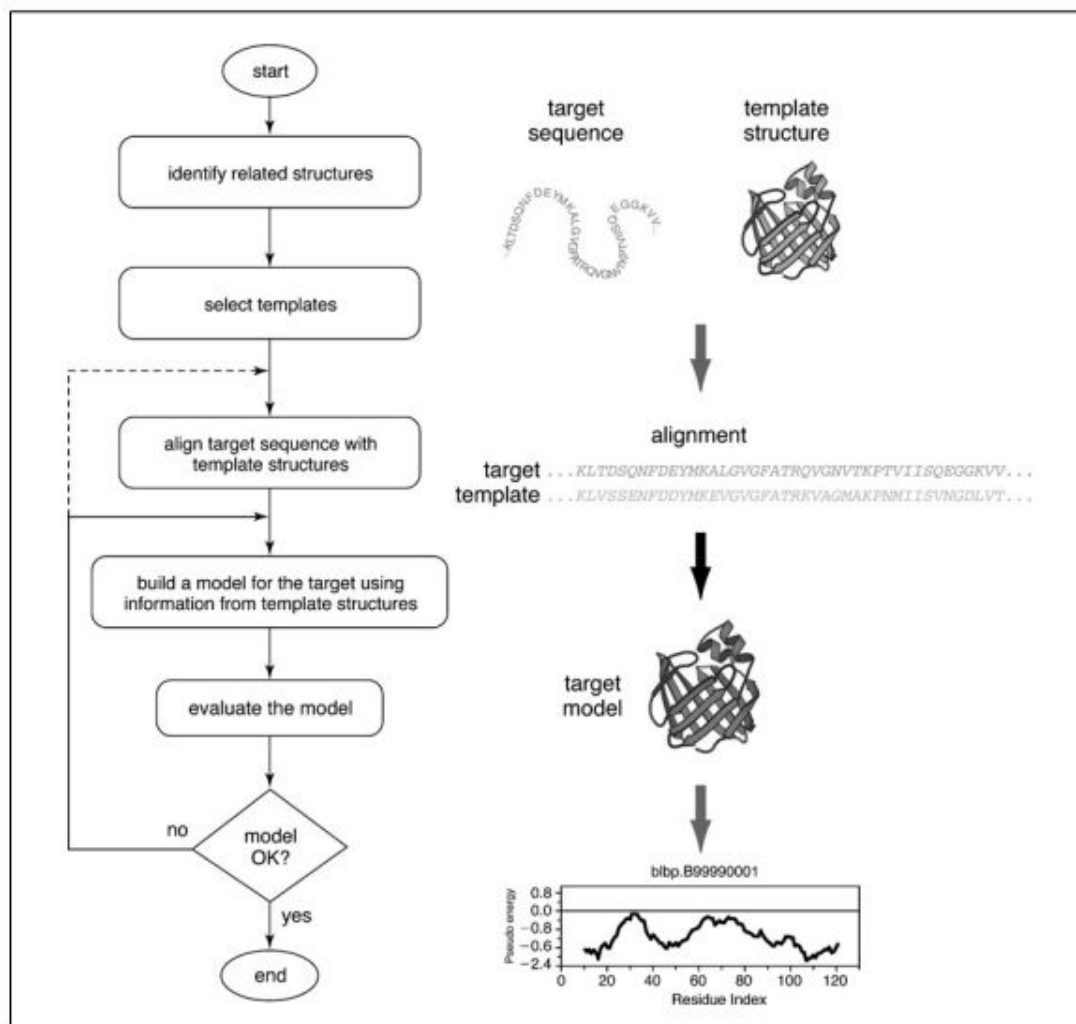 start
identify related structures
select templates
align target sequence with
template structures
build a model for the target using
information from template structures
evaluate the model
no
model
OK?
yes
end
target
sequence
template
structure
alignment
target ...KLTDSQNFDEYMKALGVGFATRQVGNVTKPTVIISQEGGKVV...
template ...KLVSSENFDDYMKEVGVGFATRKVAGMAKPNMIISVNGDLVT...
target
model
blbp.B99990001
Pseudo energy
0.8
0.0
-0.8
-0.6
-2.4
0 20 40 60 80 100 120
Residue Index